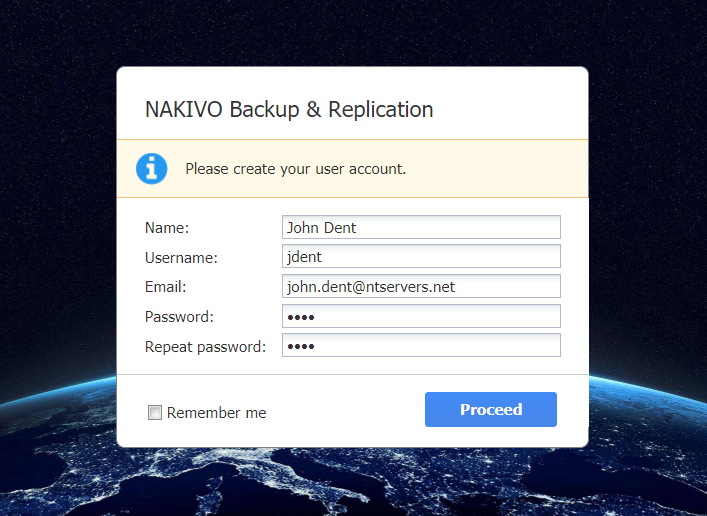 NAKIVO Backup & Replication
Please create your user account.
Name: John Dent
Username: jdent
Email: john.dent@ntservers.net
Password: ••••
Repeat password: ••••
Remember me Proceed